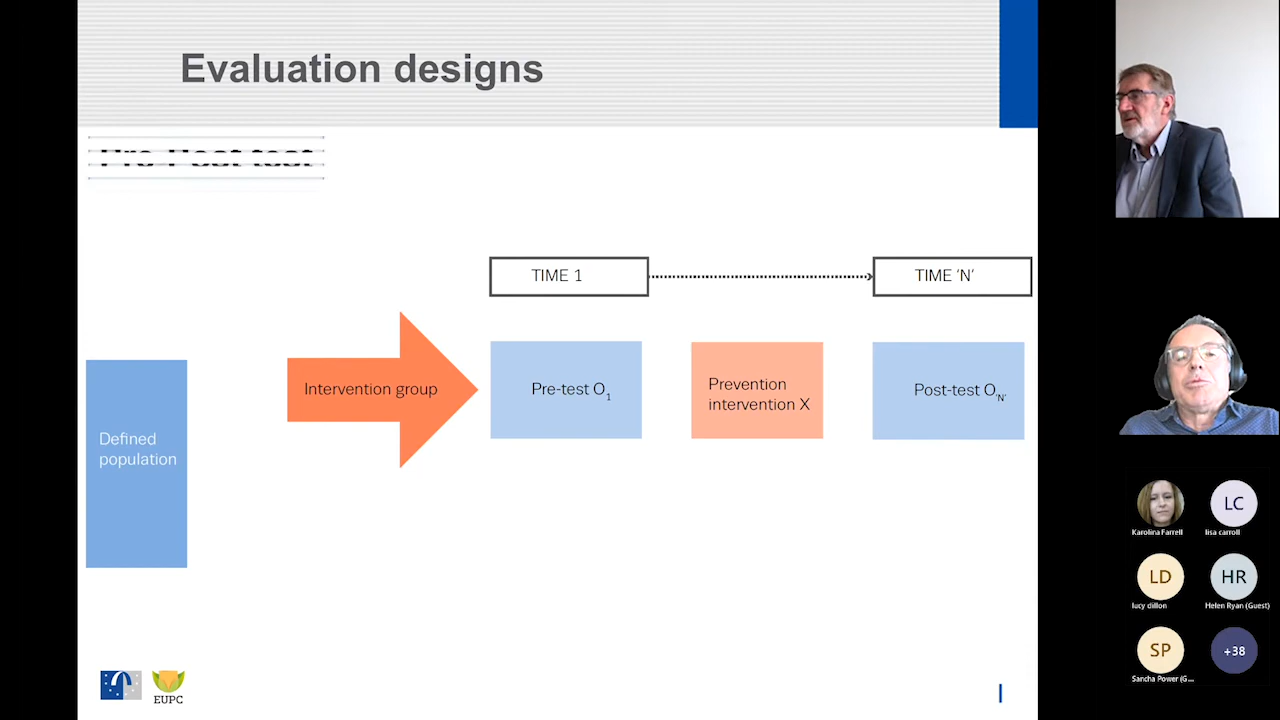 Evaluation designs
Pre-Post test
TIME 1
TIME ‘N’
Intervention group
Pre-test O1
Prevention
intervention X
Post-test O‘N’
Defined
population
EUPC
LC
Karolina Farrell
lisa carroll
LD
HR
lucy dillon
Helen Ryan (Guest)
SP
+38
Sancha Power (G...